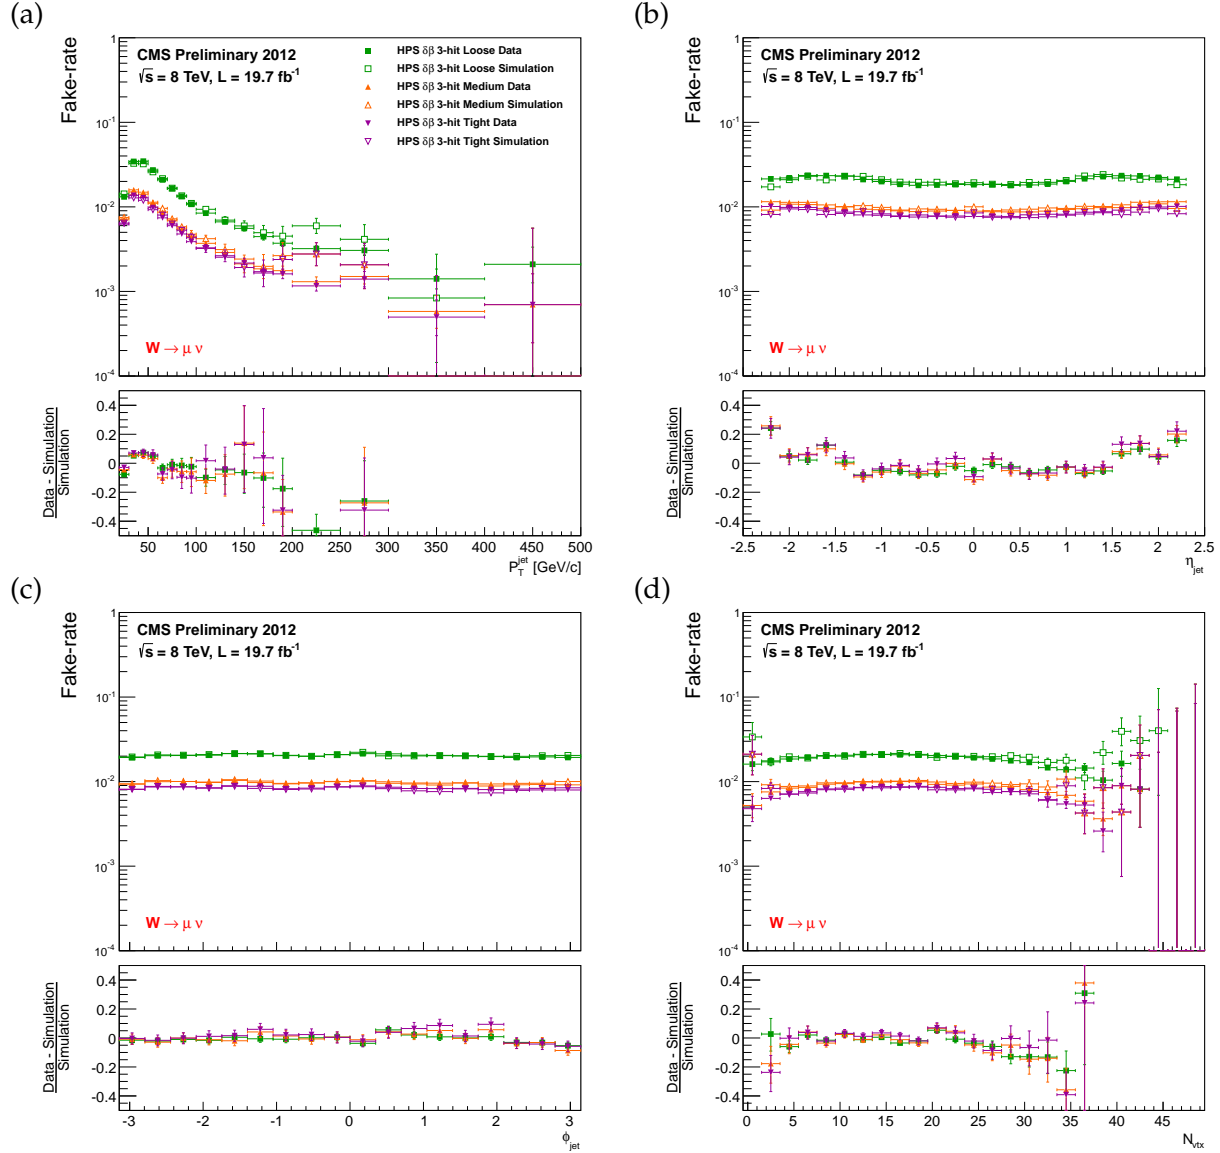 (a)
Fake-rate
1
10-1
10-2
10-3
10-4
CMS Preliminary 2012
√s = 8 TeV, L = 19.7 fb-1
HPS δβ 3-hit Loose Data
HPS δβ 3-hit Loose Simulation
HPS δβ 3-hit Medium Data
HPS δβ 3-hit Medium Simulation
HPS δβ 3-hit Tight Data
HPS δβ 3-hit Tight Simulation
W → μ ν
Data - Simulation
Simulation
0.4
0.2
0
-0.2
-0.4
50 100 150 200 250 300 350 400 450 500
P_T^jet [GeV/c]
(b)
Fake-rate
1
10-1
10-2
10-3
10-4
CMS Preliminary 2012
√s = 8 TeV, L = 19.7 fb-1
W → μ ν
Data - Simulation
Simulation
0.4
0.2
0
-0.2
-0.4
-2.5 -2 -1.5 -1 -0.5 0 0.5 1 1.5 2 2.5
η_jet
(c)
Fake-rate
1
10-1
10-2
10-3
10-4
CMS Preliminary 2012
√s = 8 TeV, L = 19.7 fb-1
W → μ ν
Data - Simulation
Simulation
0.4
0.2
0
-0.2
-0.4
-3 -2 -1 0 1 2 3
ϕ_jet
(d)
Fake-rate
1
10-1
10-2
10-3
10-4
CMS Preliminary 2012
√s = 8 TeV, L = 19.7 fb-1
W → μ ν
Data - Simulation
Simulation
0.4
0.2
0
-0.2
-0.4
0 5 10 15 20 25 30 35 40 45
N_vtx